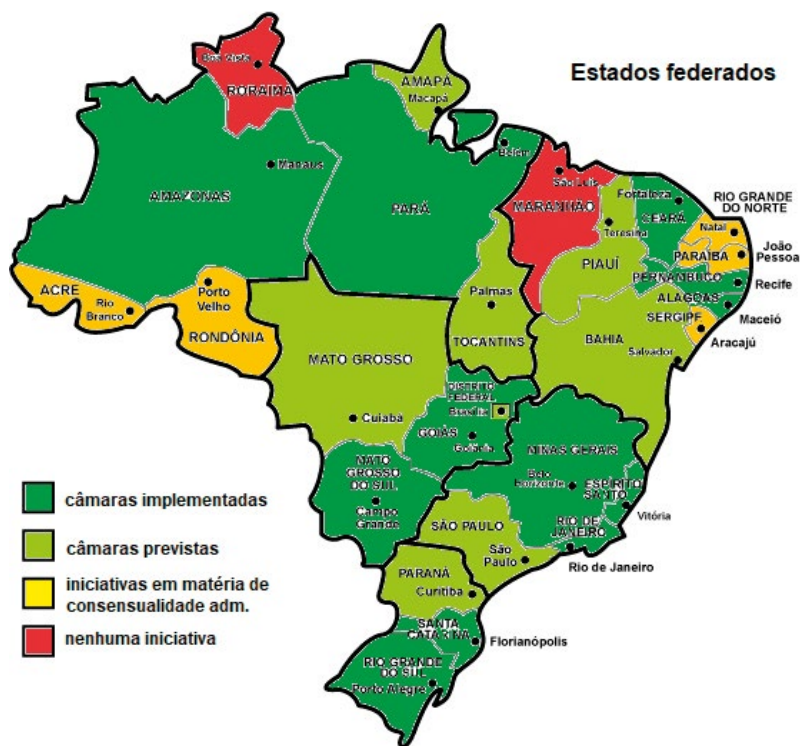 Estados federados
Boa Vista
RORAIMA
AMAPÁ
Macapá
Manaus
AMAZONAS
Belém
PARÁ
São Luís
MARANHÃO
Fortaleza
CEARÁ
RIO GRANDE
DO NORTE
Natal
Teresina
PIAUÍ
PARAÍBA
João
Pessoa
PERNAMBUCO
Recife
ALAGOAS
Maceió
SERGIPE
Aracajú
ACRE
Rio
Branco
Porto
Velho
RONDÔNIA
Palmas
TOCANTINS
BAHIA
Salvador
MATO GROSSO
Cuiabá
DISTRITO
FEDERAL
Brasília
GOIÁS
Goiânia
MINAS GERAIS
Belo
Horizonte
ESPÍRITO
SANTO
Vitória
MATO
GROSSO
DO SUL
Campo
Grande
SÃO PAULO
São
Paulo
RIO DE
JANEIRO
Rio de Janeiro
PARANÁ
Curitiba
SANTA
CATARINA
Florianópolis
RIO GRANDE
DO SUL
Porto Alegre
câmaras implementadas
câmaras previstas
iniciativas em matéria de
consensualidade adm.
nenhuma iniciativa